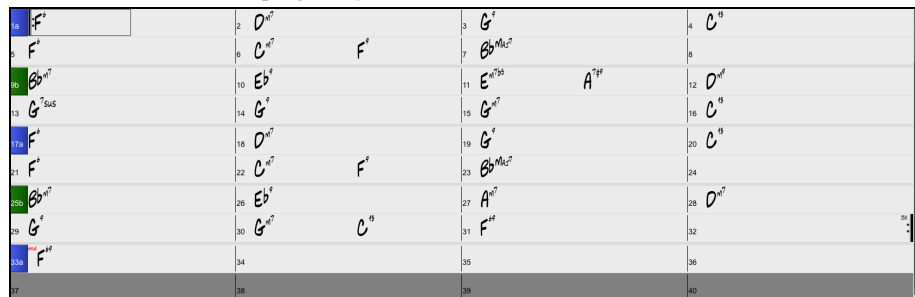 1a F6 2 Dm7 3 G9 4 C13
5 F6 6 Cm7 F9 7 BbMaj7 8
9b Bbm7 10 Eb9 11 Em7b5 A7#9 12 Dm9
13 G7sus 14 G9 15 Gm7 16 C13
17a F6 18 Dm7 19 G9 20 C13
21 F6 22 Cm7 F9 23 BbMaj7 24
25b Bbm7 26 Eb9 27 Am7 28 Dm7
29 G9 30 Gm7 C13 31 F69 32
33a end F69 34 35 36
37 38 39 40